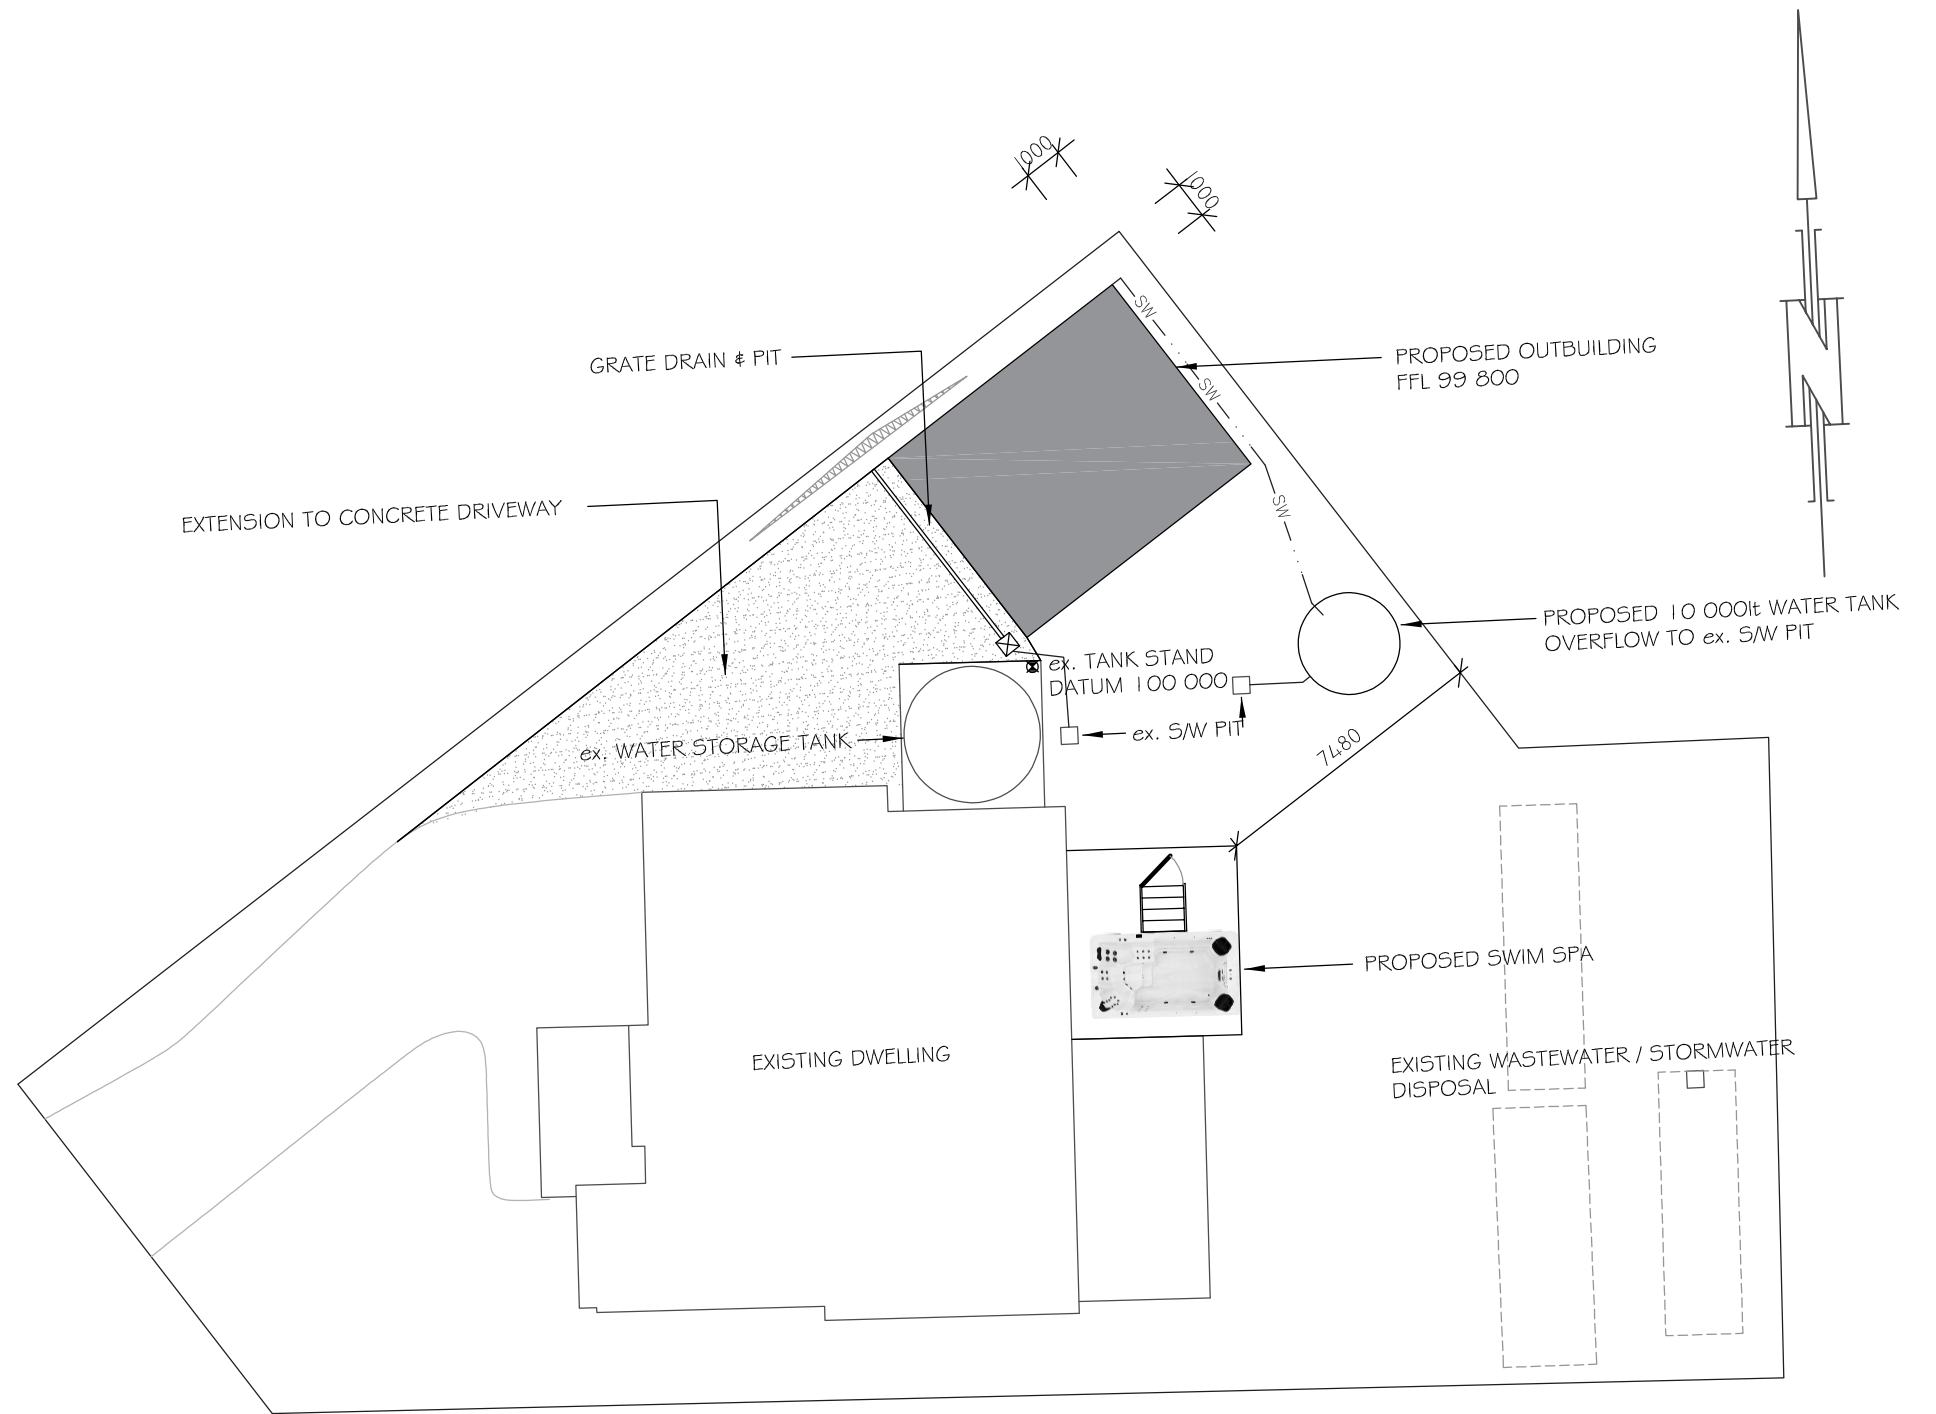 1000
1000
N
SW
GRATE DRAIN & PIT
PROPOSED OUTBUILDING
FFL 99 800
SW
EXTENSION TO CONCRETE DRIVEWAY
SW
PROPOSED 10 000lt WATER TANK
OVERFLOW TO ex. S/W PIT
ex. TANK STAND
DATUM 100 000
ex. WATER STORAGE TANK
ex. S/W PIT
7480
PROPOSED SWIM SPA
EXISTING DWELLING
EXISTING WASTEWATER / STORMWATER
DISPOSAL